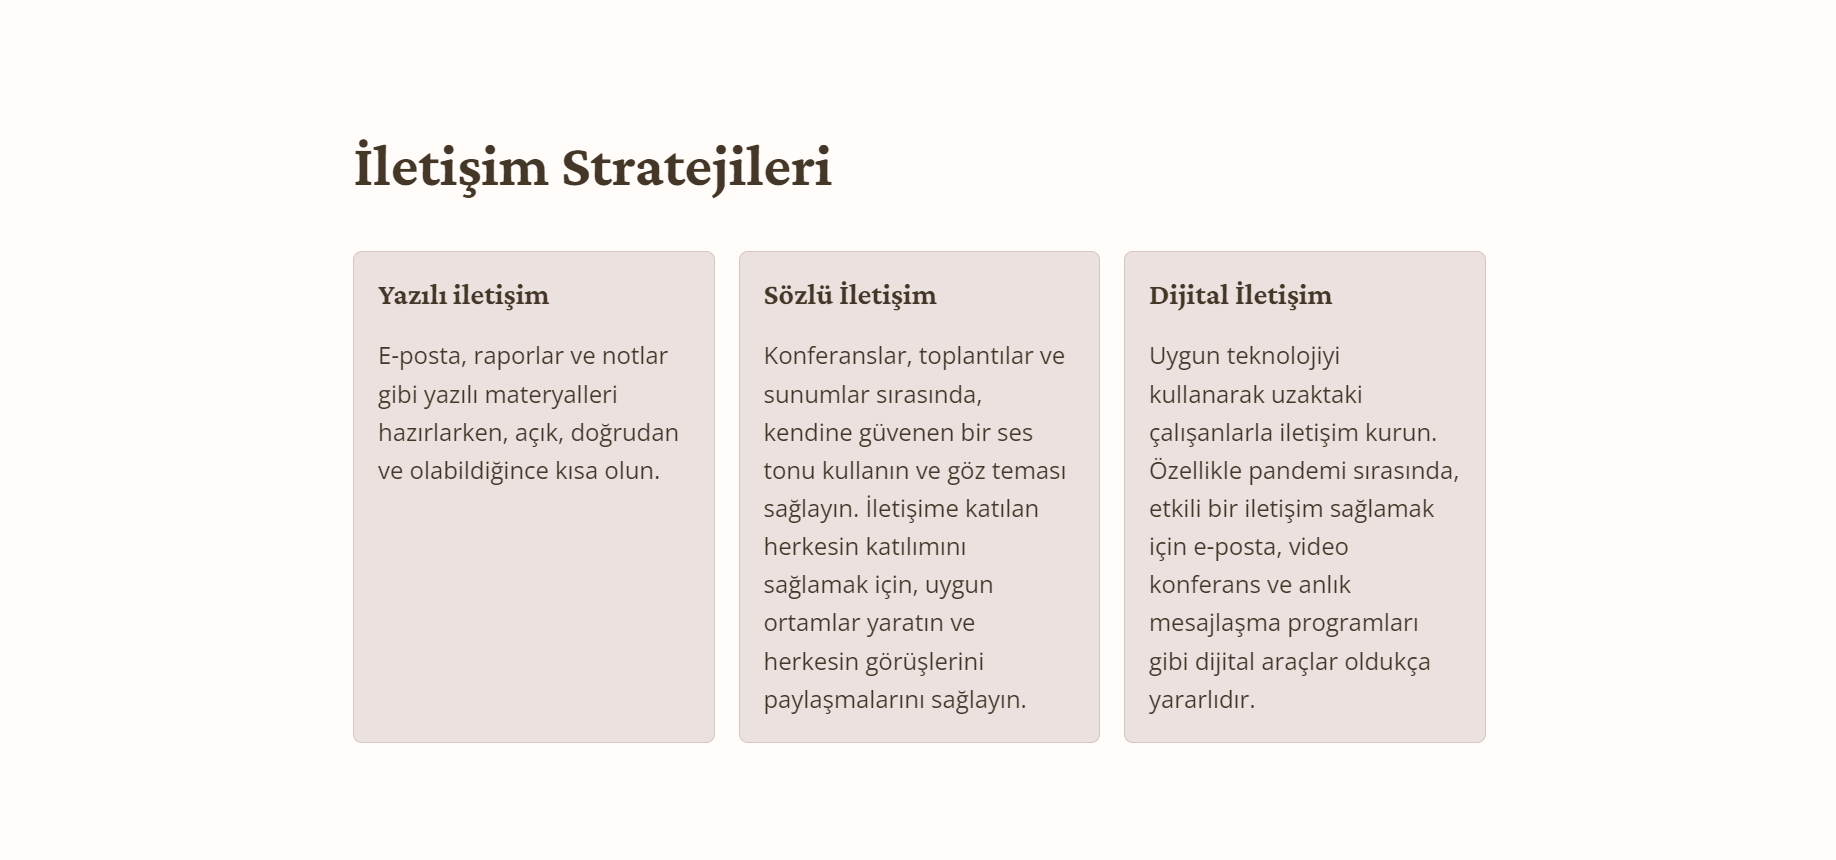 İletişim Stratejileri
Yazılı iletişim
E-posta, raporlar ve notlar
gibi yazılı materyalleri
hazırlarken, açık, doğrudan
ve olabildiğince kısa olun.
Sözlü İletişim
Konferanslar, toplantılar ve
sunumlar sırasında,
kendine güvenen bir ses
tonu kullanın ve göz teması
sağlayın. İletişime katılan
herkesin katılımını
sağlamak için, uygun
ortamlar yaratın ve
herkesin görüşlerini
paylaşmalarını sağlayın.
Dijital İletişim
Uygun teknolojiyi
kullanarak uzaktaki
çalışanlarla iletişim kurun.
Özellikle pandemi sırasında,
etkili bir iletişim sağlamak
için e-posta, video
konferans ve anlık
mesajlaşma programları
gibi dijital araçlar oldukça
yararlıdır.